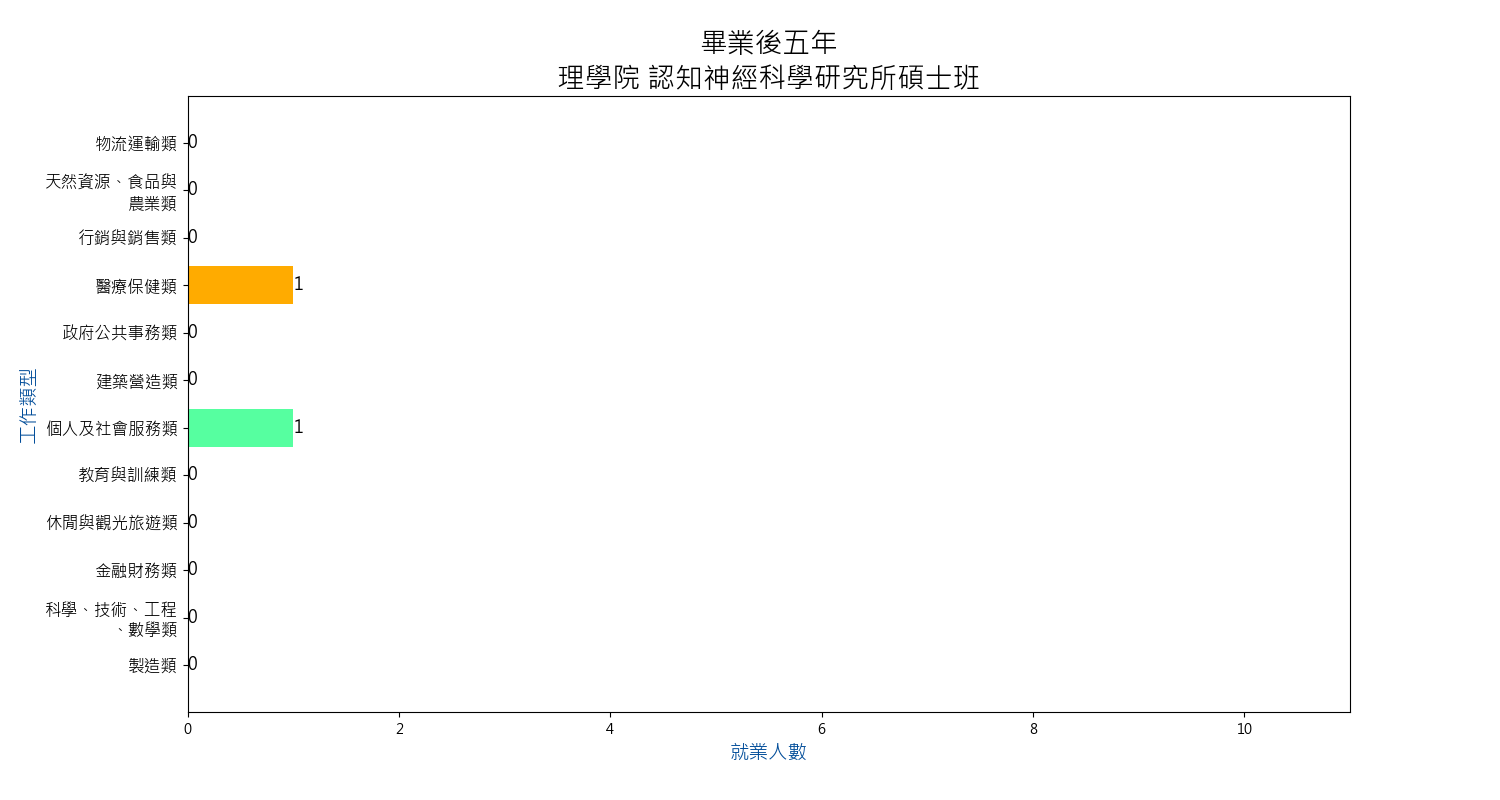 畢業後五年
理學院 認知神經科學研究所碩士班
物流運輸類 0
天然資源、食品與
農業類 0
行銷與銷售類 0
醫療保健類 1
政府公共事務類 0
建築營造類 0
個人及社會服務類 1
教育與訓練類 0
休閒與觀光旅遊類 0
金融財務類 0
科學、技術、工程
、數學類 0
製造類 0
工作類型
0 2 4 6 8 10
就業人數